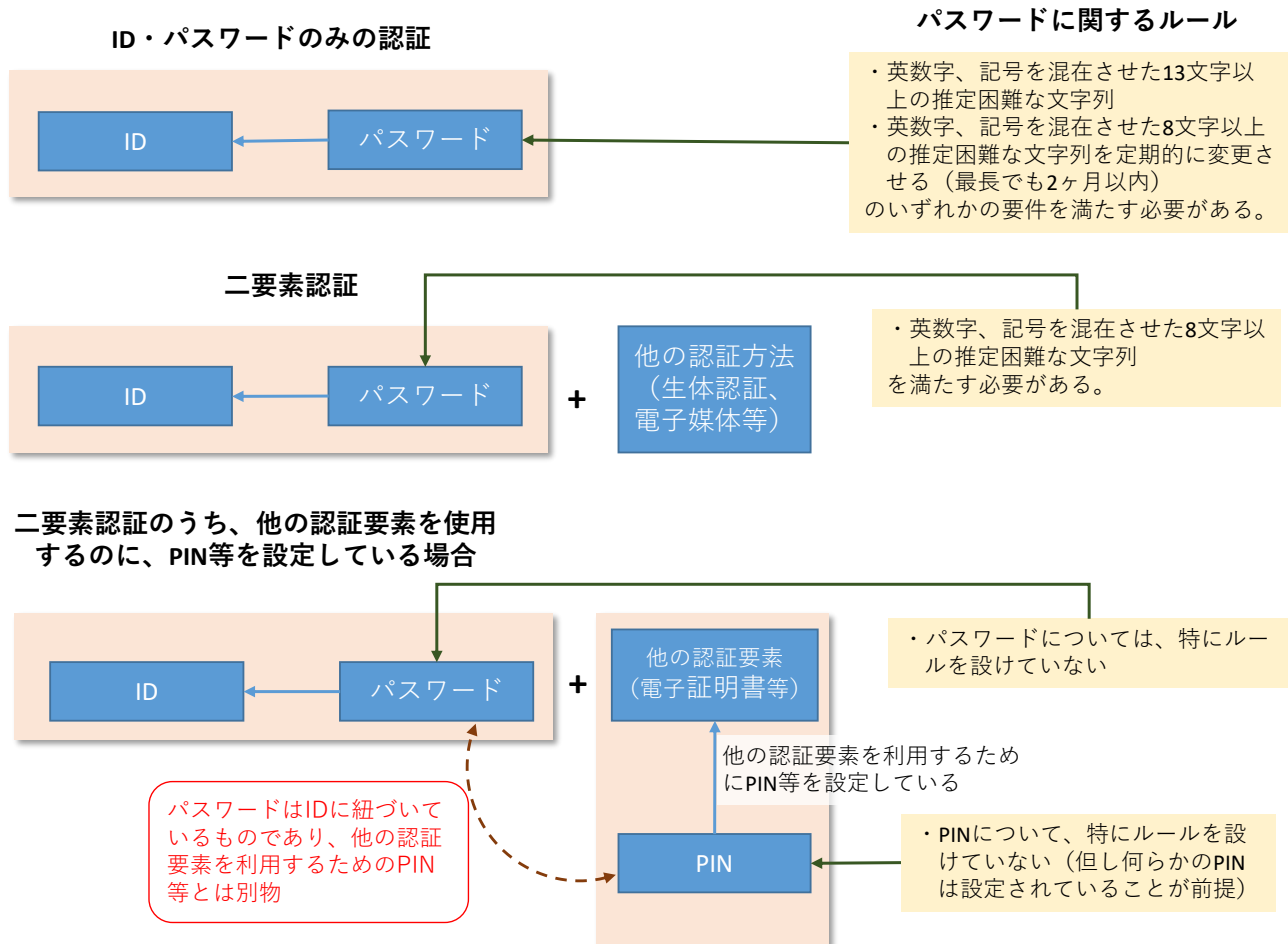 パスワードに関するルール
ID・パスワードのみの認証
・英数字、記号を混在させた13文字以
上の推定困難な文字列
・英数字、記号を混在させた8文字以上
の推定困難な文字列を定期的に変更さ
せる（最長でも2ヶ月以内）
のいずれかの要件を満たす必要がある。
ID
パスワード
二要素認証
・英数字、記号を混在させた8文字以
上の推定困難な文字列
を満たす必要がある。
ID
パスワード
+
他の認証方法
（生体認証、
電子媒体等）
二要素認証のうち、他の認証要素を使用
するのに、PIN等を設定している場合
・パスワードについては、特にルー
ルを設けていない
ID
パスワード
+
他の認証要素
（電子証明書等）
他の認証要素を利用するため
にPIN等を設定している
パスワードはIDに紐づいて
いるものであり、他の認証
要素を利用するためのPIN
等とは別物
PIN
・PINについて、特にルールを設
けていない（但し何らかのPIN
は設定されていることが前提）